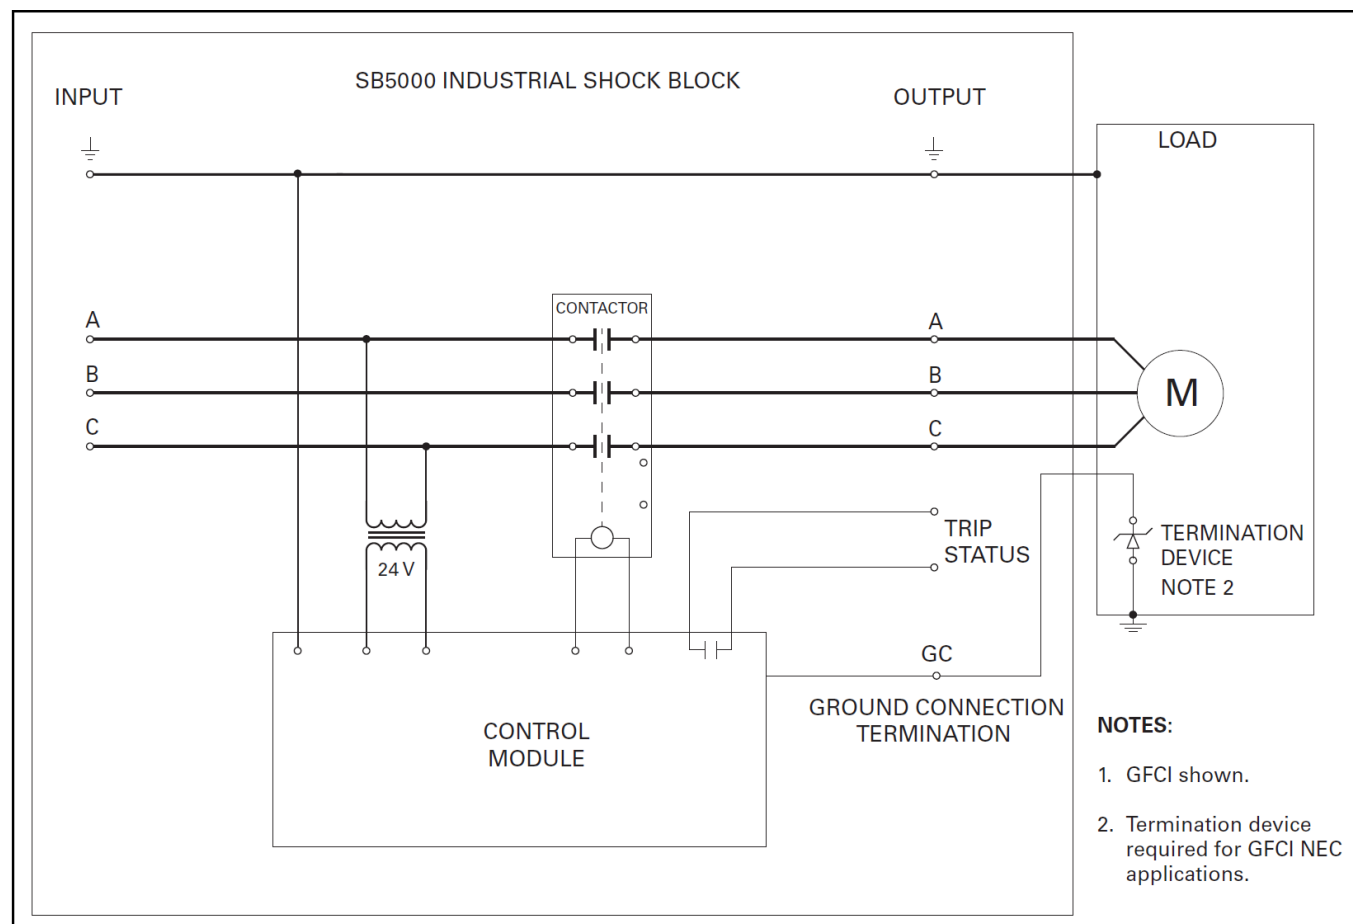 SB5000 INDUSTRIAL SHOCK BLOCK
INPUT
OUTPUT
LOAD
CONTACTOR
A
A
B
B
M
C
C
TRIP
STATUS
TERMINATION
DEVICE
NOTE 2
24 V
GC
GROUND CONNECTION
TERMINATION
CONTROL
MODULE
NOTES:
1. GFCI shown.
2. Termination device
required for GFCI NEC
applications.